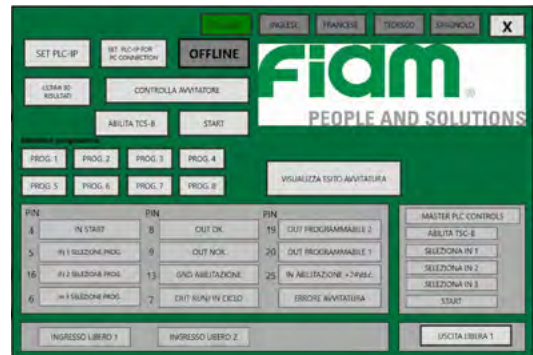 INGLESE FRANCESE TEDESCO SPAGNOLO X
SET PLC-IP
SET PLC-IP FOR
PC CONNECTION
OFFLINE
fiam
PEOPLE AND SOLUTIONS
ULTIMI 30
RISULTATI
CONTROLLA AVVITATORE
ABILITA TCS-B
START
PROG. 1 PROG. 2 PROG. 3 PROG. 4
PROG. 5 PROG. 6 PROG. 7 PROG. 8
VISUALIZZA ESITO AVVITATURA
PIN PIN PIN
4 IN START 8 OUT OK 19 OUT PROGRAMMABILE 2
5 IN 1 SELEZIONE PROG. 9 OUT NOK 20 OUT PROGRAMMABILE 1
16 IN 2 SELEZIONE PROG. 13 GND ABILITAZIONE 25 IN ABILITAZIONE +24Vd.c.
6 IN 3 SELEZIONE PROG. 7 OUT RUN/ IN CICLO ERRORE AVVITATURA
MASTER PLC CONTROLS
ABILITA TSC-B
SELEZIONA IN 1
SELEZIONA IN 2
SELEZIONA IN 3
START
INGRESSO LIBERO 1 INGRESSO LIBERO 2 USCITA LIBERA 1